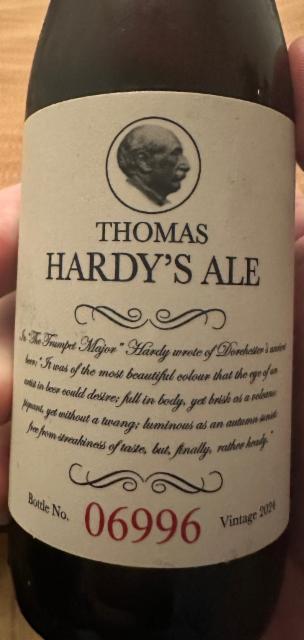 THOMAS
HARDY'S ALE
In "The Trumpet Major" Hardy wrote of Dorchester's ancient
beer; "It was of the most beautiful colour that the eye of an
artist in beer could desire; full in body, yet brisk as a volcano;
piquant, yet without a twang; luminous as an autumn sunset;
free from streakiness of taste, but, finally, rather heady."
Bottle No. 06996 Vintage 2024